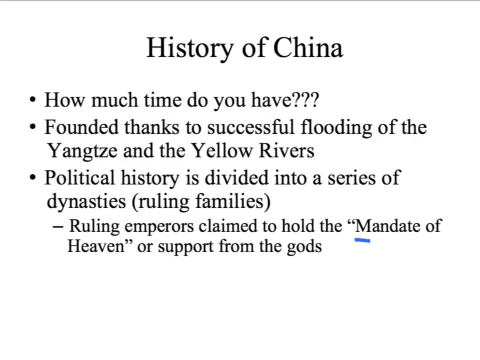 History of China
• How much time do you have???
• Founded thanks to successful flooding of the
Yangtze and the Yellow Rivers
• Political history is divided into a series of
dynasties (ruling families)
– Ruling emperors claimed to hold the “Mandate of
Heaven” or support from the gods